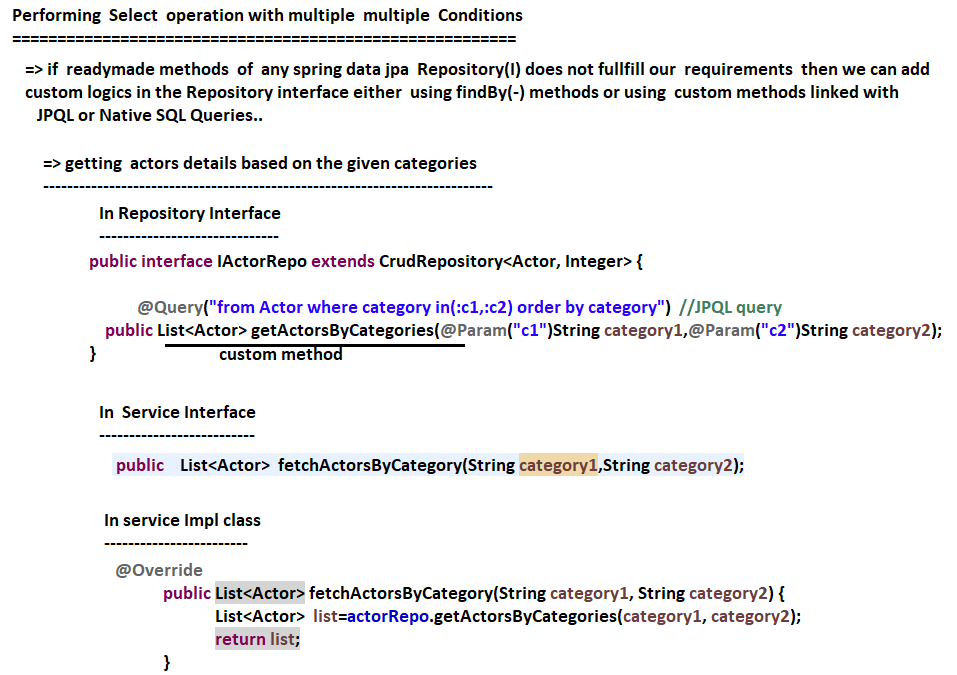 Performing Select operation with multiple multiple Conditions
========================================================
=> if readymade methods of any spring data jpa Repository(I) does not fullfill our requirements then we can add
custom logics in the Repository interface either using findBy(-) methods or using custom methods linked with
JPQL or Native SQL Queries..
=> getting actors details based on the given categories
---------------------------------------------------------------------------
In Repository Interface
------------------------------
public interface IActorRepo extends CrudRepository<Actor, Integer> {
@Query("from Actor where category in(:c1,:c2) order by category") //JPQL query
public List<Actor> getActorsByCategories(@Param("c1")String category1,@Param("c2")String category2);
} custom method
In Service Interface
--------------------------
public List<Actor> fetchActorsByCategory(String category1,String category2);
In service Impl class
------------------------
@Override
public List<Actor> fetchActorsByCategory(String category1, String category2) {
List<Actor> list=actorRepo.getActorsByCategories(category1, category2);
return list;
}